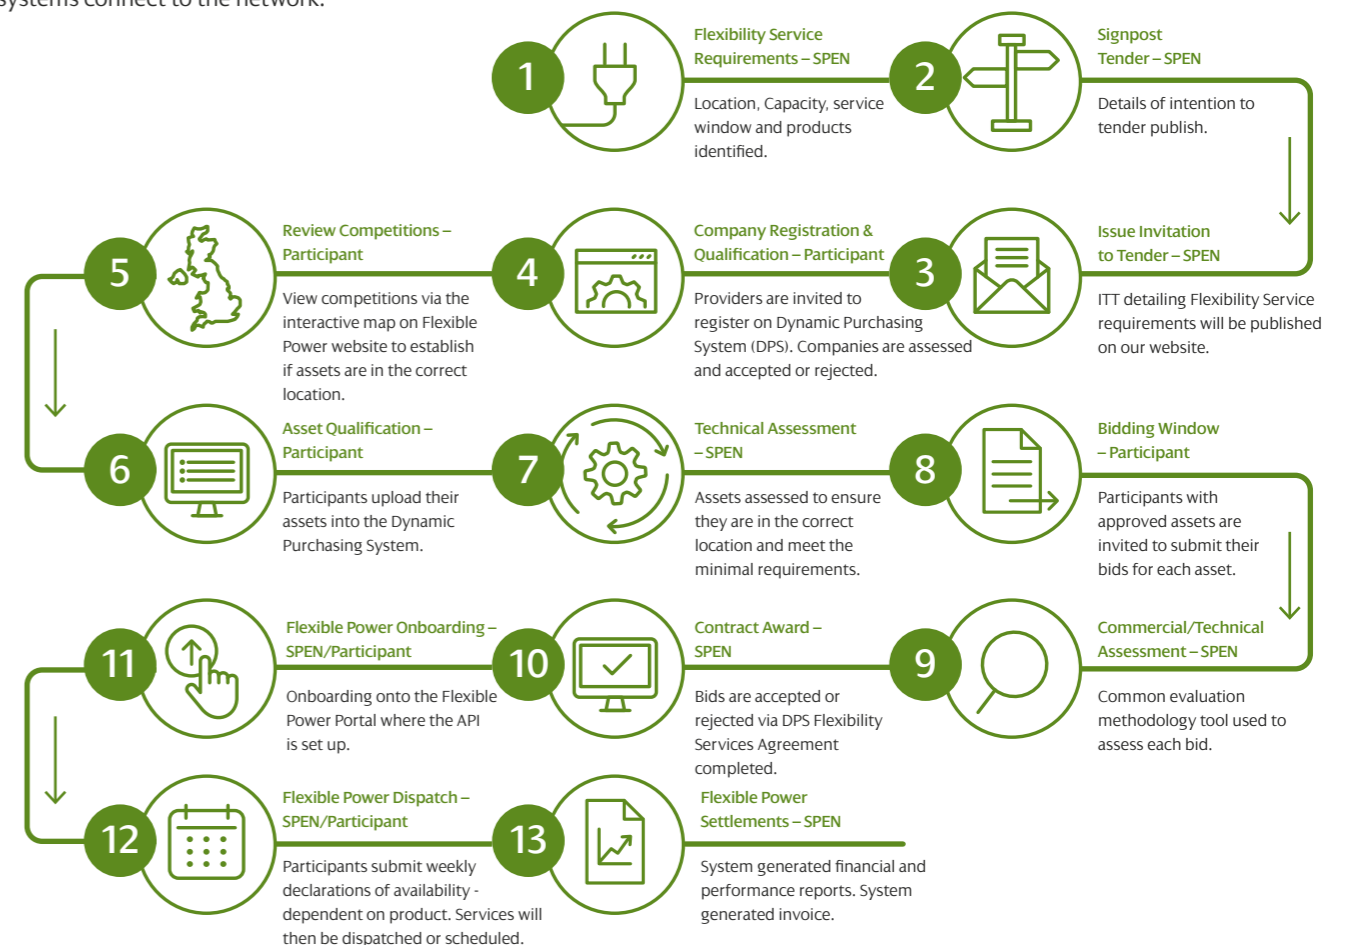 systems connect to the network.
1
Flexibility Service
Requirements – SPEN
Location, Capacity, service
window and products
identified.
2
Signpost
Tender – SPEN
Details of intention to
tender publish.
3
Issue Invitation
to Tender – SPEN
ITT detailing Flexibility Service
requirements will be published
on our website.
4
Company Registration &
Qualification – Participant
Providers are invited to
register on Dynamic Purchasing
System (DPS). Companies are assessed
and accepted or rejected.
5
Review Competitions –
Participant
View competitions via the
interactive map on Flexible
Power website to establish
if assets are in the correct
location.
6
Asset Qualification –
Participant
Participants upload their
assets into the Dynamic
Purchasing System.
7
Technical Assessment
– SPEN
Assets assessed to ensure
they are in the correct
location and meet the
minimal requirements.
8
Bidding Window
– Participant
Participants with
approved assets are
invited to submit their
bids for each asset.
9
Commercial/Technical
Assessment – SPEN
Common evaluation
methodology tool used to
assess each bid.
10
Contract Award –
SPEN
Bids are accepted or
rejected via DPS Flexibility
Services Agreement
completed.
11
Flexible Power Onboarding –
SPEN/Participant
Onboarding onto the Flexible
Power Portal where the API
is set up.
12
Flexible Power Dispatch –
SPEN/Participant
Participants submit weekly
declarations of availability -
dependent on product. Services will
then be dispatched or scheduled.
13
Flexible Power
Settlements – SPEN
System generated financial and
performance reports. System
generated invoice.